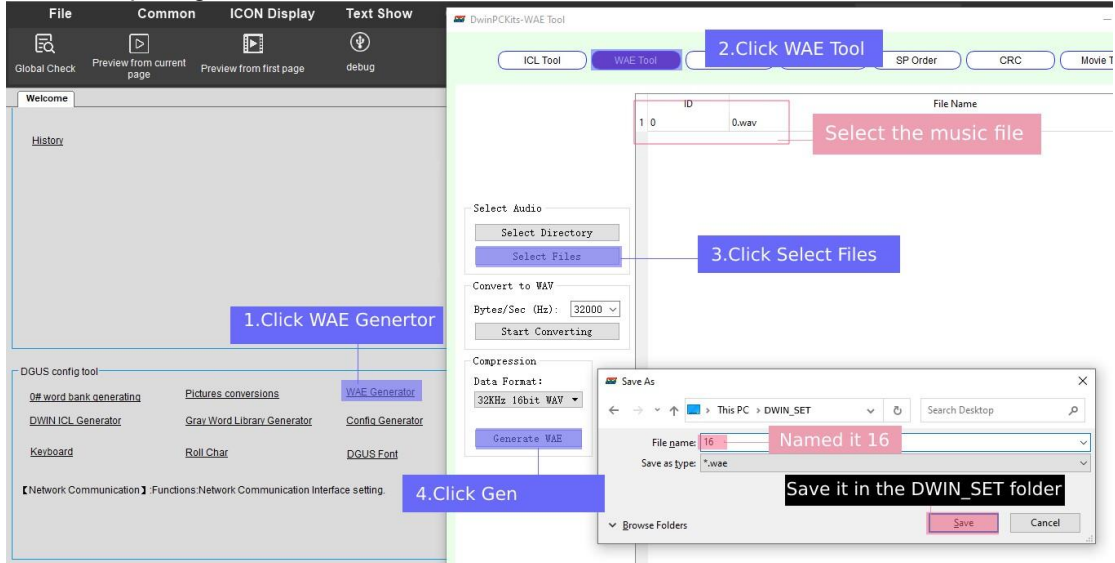 File Common ICON Display Text Show
Global Check
Preview from current
page
Preview from first page
debug
Welcome
History
1.Click WAE Genertor
DGUS config tool
0# word bank generating Pictures conversions WAE Generator
DWIN ICL Generator Gray Word Library Generator Config Generator
Keyboard Roll Char DGUS Font
【Network Communication】:Functions:Network Communication Interface setting.
DwinPCKits-WAE Tool
2.Click WAE Tool
ICL Tool WAE Tool SP Order CRC Movie T
ID File Name
1 0 0.wav
Select the music file
Select Audio
Select Directory
Select Files
3.Click Select Files
Convert to WAV
Bytes/Sec (Hz): 32000
Start Converting
Compression
Data Format:
32KHz 16bit WAV
Generate WAE
4.Click Gen
Save As
This PC > DWIN_SET
Search Desktop
File name: 16
Named it 16
Save as type: *.wae
Save it in the DWIN_SET folder
Browse Folders
Save Cancel